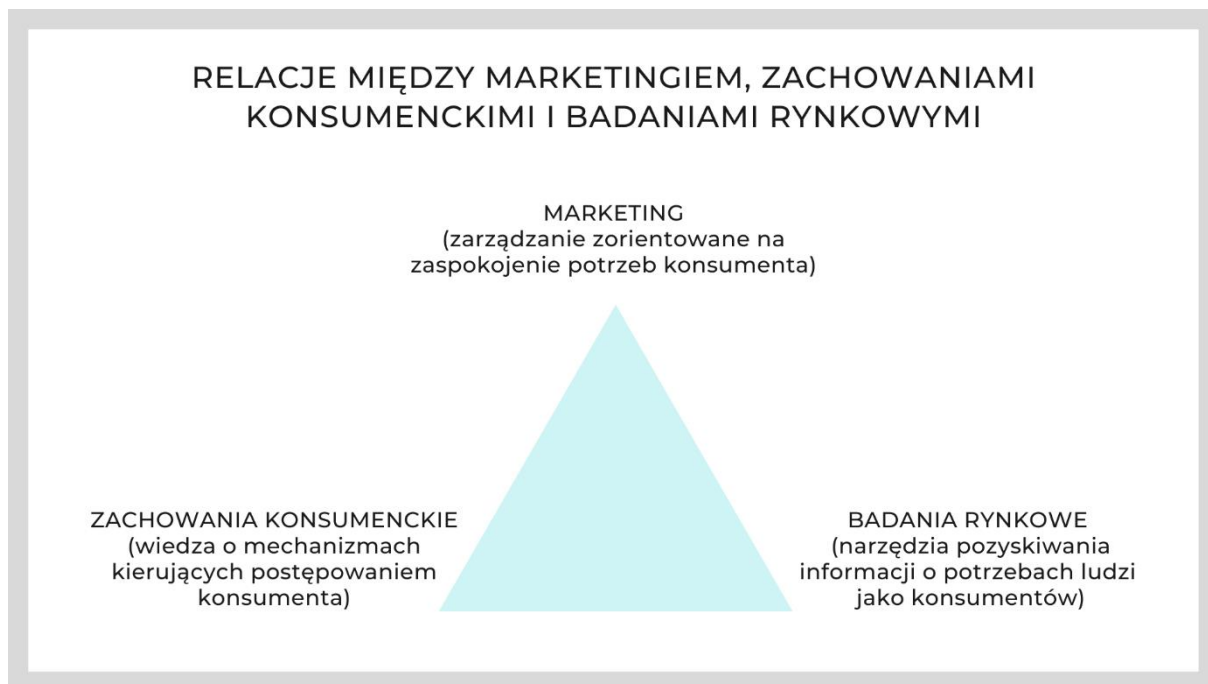 RELACJE MIĘDZY MARKETINGIEM, ZACHOWANIAMI
KONSUMENCKIMI I BADANIAMI RYNKOWYMI
MARKETING
(zarządzanie zorientowane na
zaspokojenie potrzeb konsumenta)
ZACHOWANIA KONSUMENCKIE
(wiedza o mechanizmach
kierujących postępowaniem
konsumenta)
BADANIA RYNKOWE
(narzędzia pozyskiwania
informacji o potrzebach ludzi
jako konsumentów)